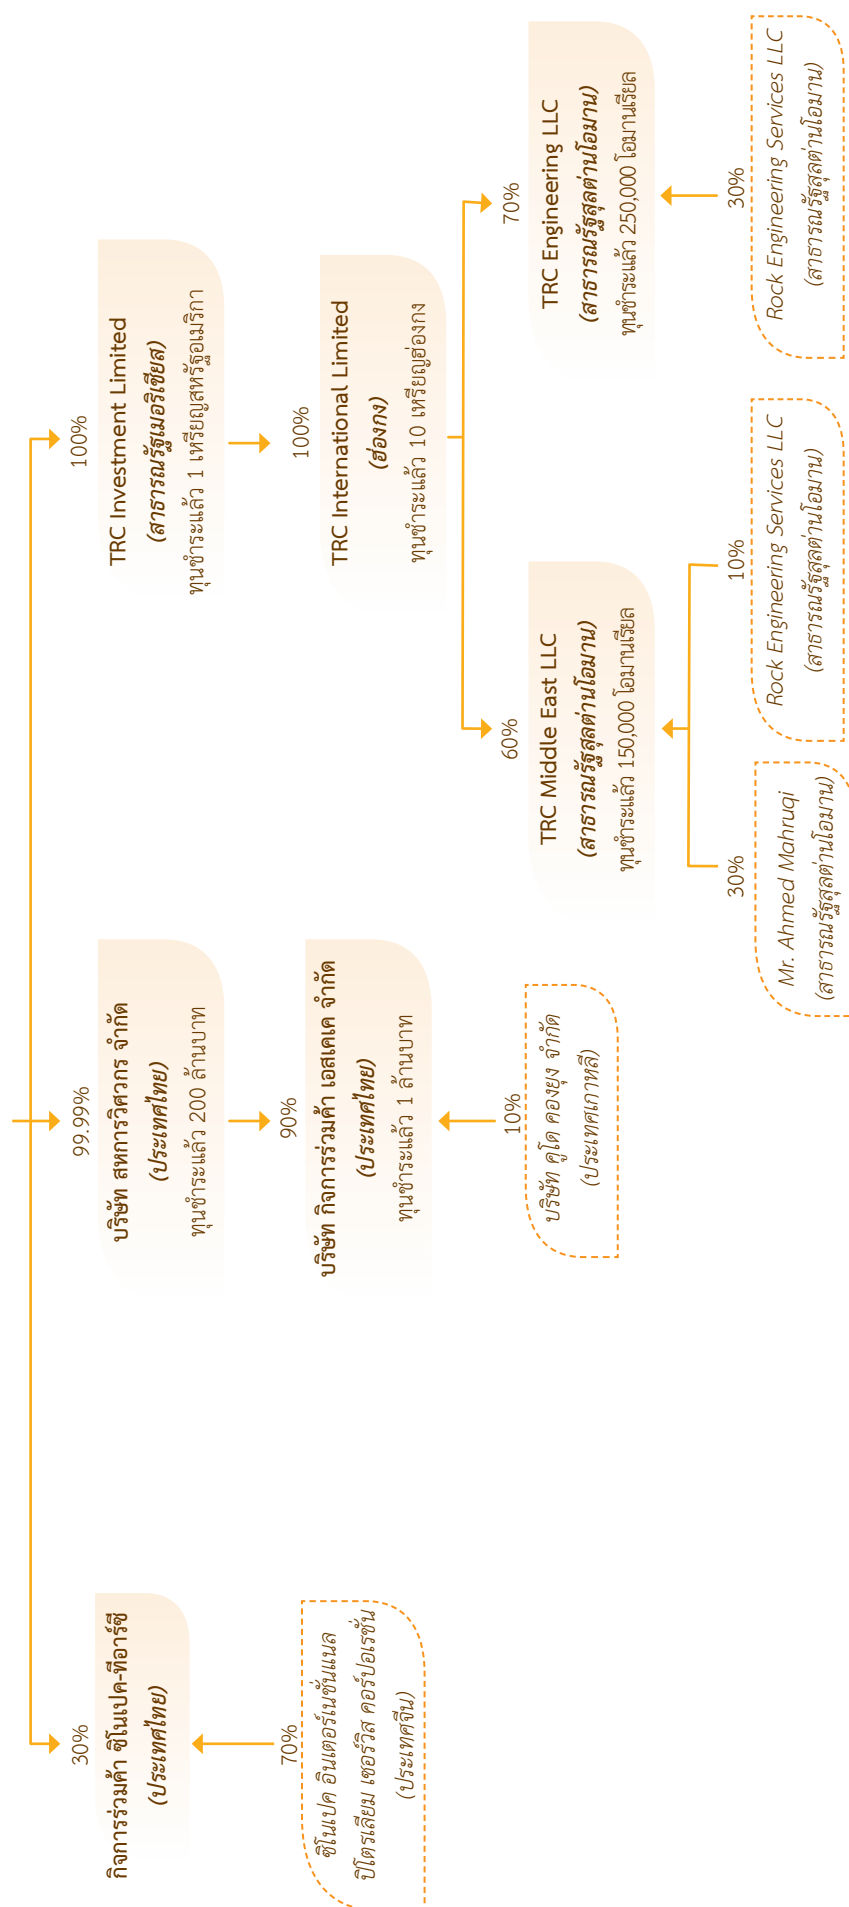 30%
กิจการร่วมค้า ซิโนเปค-ทีอาร์ซี
(ประเทศไทย)
70%
ซิโนเปค อินเตอร์เนชั่นแนล
ปิโตรเลียม เซอร์วิส คอร์ปอเรชั่น
(ประเทศจีน)
99.99%
บริษัท สหการวิศวกร จำกัด
(ประเทศไทย)
ทุนชำระแล้ว 200 ล้านบาท
90%
บริษัท กิจการร่วมค้า เอสเคเค จำกัด
(ประเทศไทย)
ทุนชำระแล้ว 1 ล้านบาท
10%
บริษัท คูโด คองยุง จำกัด
(ประเทศเกาหลี)
100%
TRC Investment Limited
(สาธารณรัฐเมอริเชียส)
ทุนชำระแล้ว 1 เหรียญสหรัฐอเมริกา
100%
TRC International Limited
(ฮ่องกง)
ทุนชำระแล้ว 10 เหรียญฮ่องกง
60%
TRC Middle East LLC
(สาธารณรัฐสุลต่านโอมาน)
ทุนชำระแล้ว 150,000 โอมานเรียล
30%
Mr. Ahmed Mahruqi
(สาธารณรัฐสุลต่านโอมาน)
10%
Rock Engineering Services LLC
(สาธารณรัฐสุลต่านโอมาน)
70%
TRC Engineering LLC
(สาธารณรัฐสุลต่านโอมาน)
ทุนชำระแล้ว 250,000 โอมานเรียล
30%
Rock Engineering Services LLC
(สาธารณรัฐสุลต่านโอมาน)